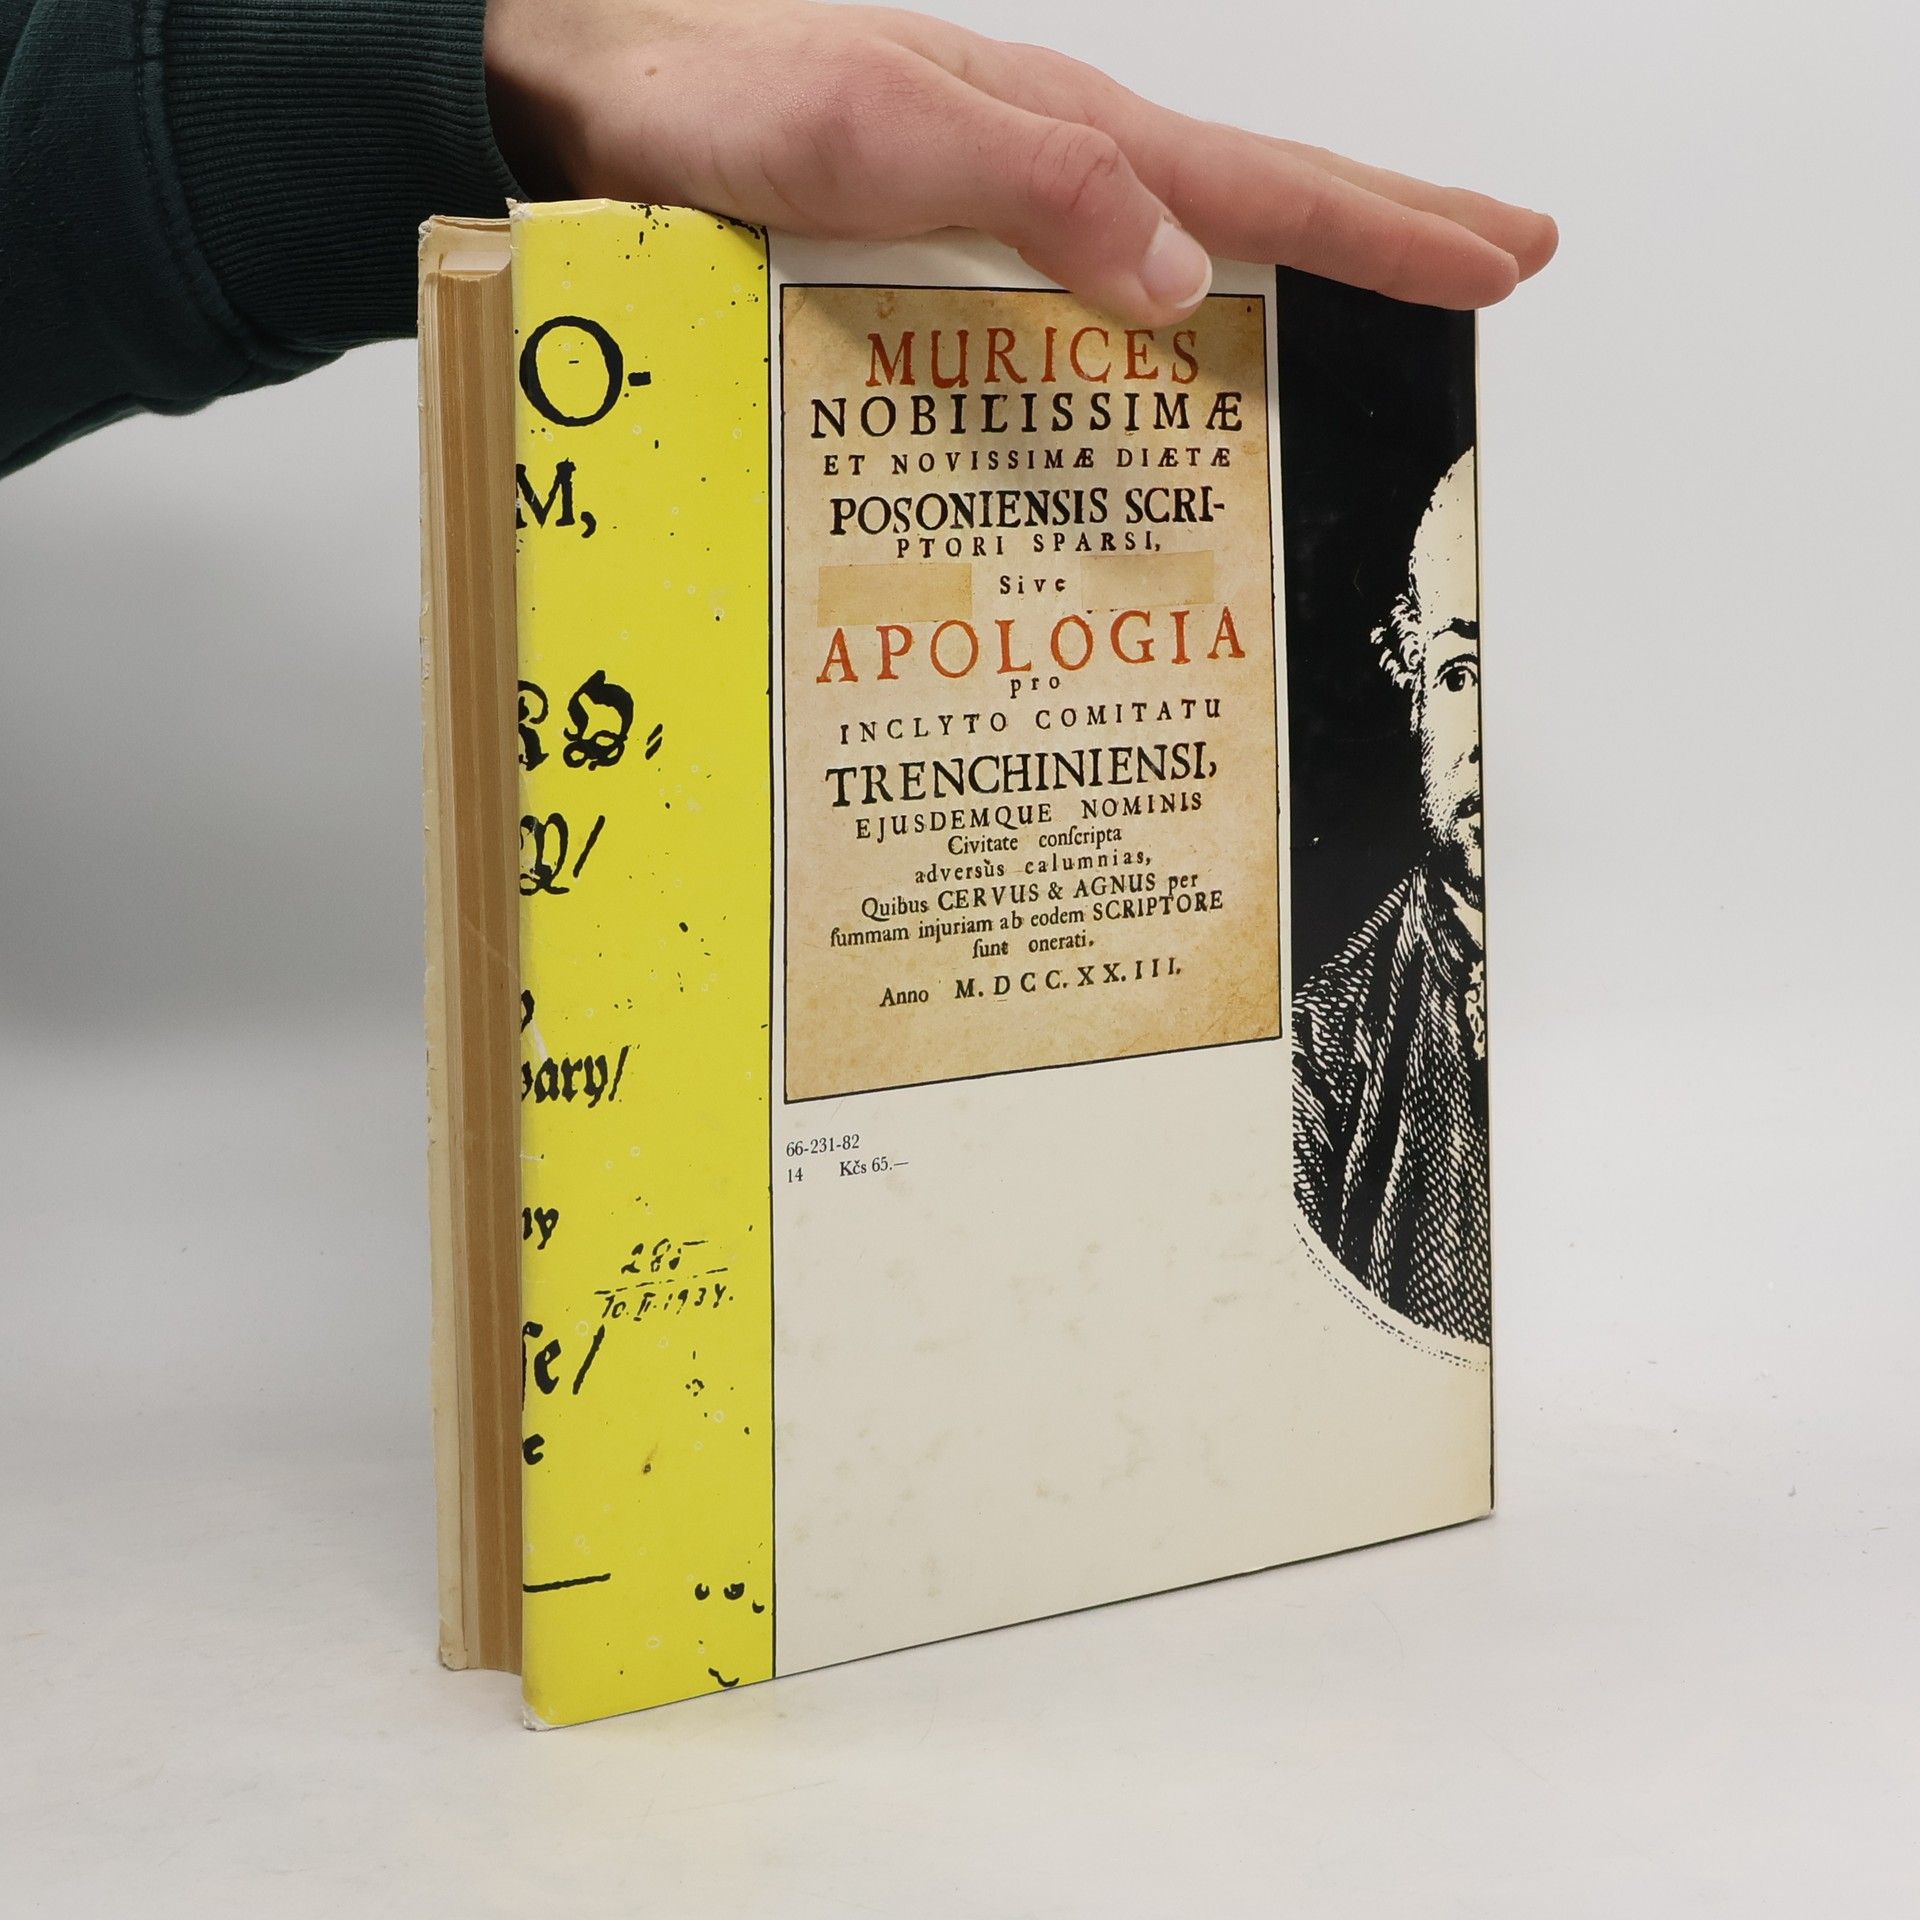 O-
M,
MURICES
NOBILISSIMÆ
ET NOVISSIMÆ DIÆTÆ
POSONIENSIS SCRI-
PTORI SPARSI,
Sive
APOLOGIA
pro
INCLYTO COMITATU
TRENCHINIENSI,
EJUSDEMQUE NOMINIS
Civitate conſcripta
adversùs calumnias,
Quibus CERVUS & AGNUS per
ſummam injuriam ab eodem SCRIPTORE
ſunt onerati.
Anno M. DCC. XX. III.
66-231-82
14 Kčs 65.—